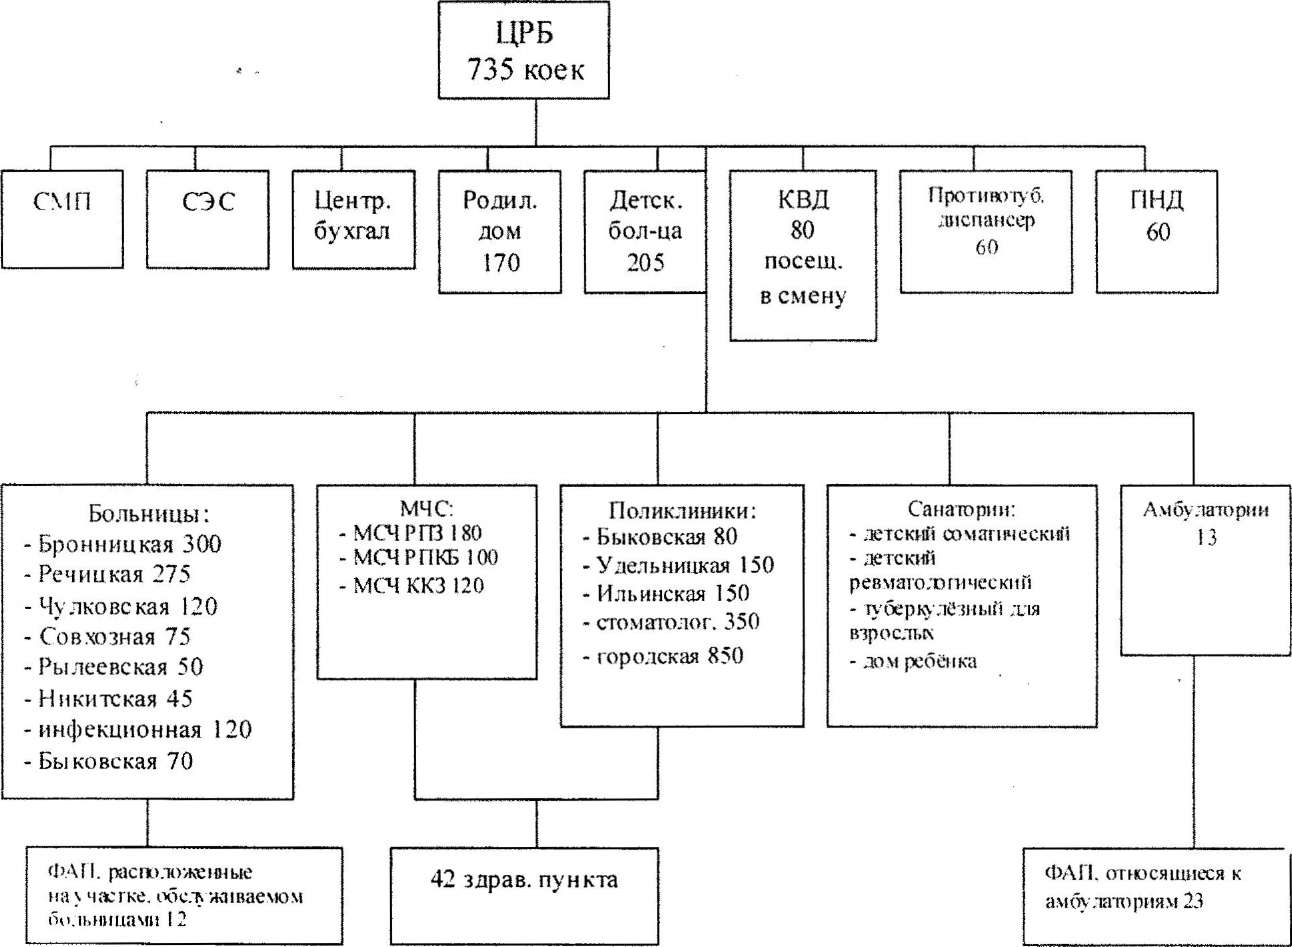 ЦРБ
735 коек
СМП
СЭС
Центр.
бухгал
Родил.
дом
170
Детск.
бол-ца
205
КВД
80
посещ.
в смену
Противотуб.
диспансер
60
ПНД
60
Больницы:
- Бронницкая 300
- Речицкая 275
- Чулковская 120
- Совхозная 75
- Рылеевская 50
- Никитская 45
- инфекционная 120
- Быковская 70
МЧС:
- МСЧ РПЗ 180
- МСЧ РПКБ 100
- МСЧ ККЗ 120
Поликлиники:
- Быковская 80
- Удельницкая 150
- Ильинская 150
- стоматолог. 350
- городская 850
Санатории:
- детский соматический
- детский
ревматологический
- туберкулёзный для
взрослых
- дом ребёнка
Амбулатории
13
ФАП, расположенные
на участке, обслуживаемом
больницами 12
42 здрав. пункта
ФАП, относящиеся к
амбулаториям 23